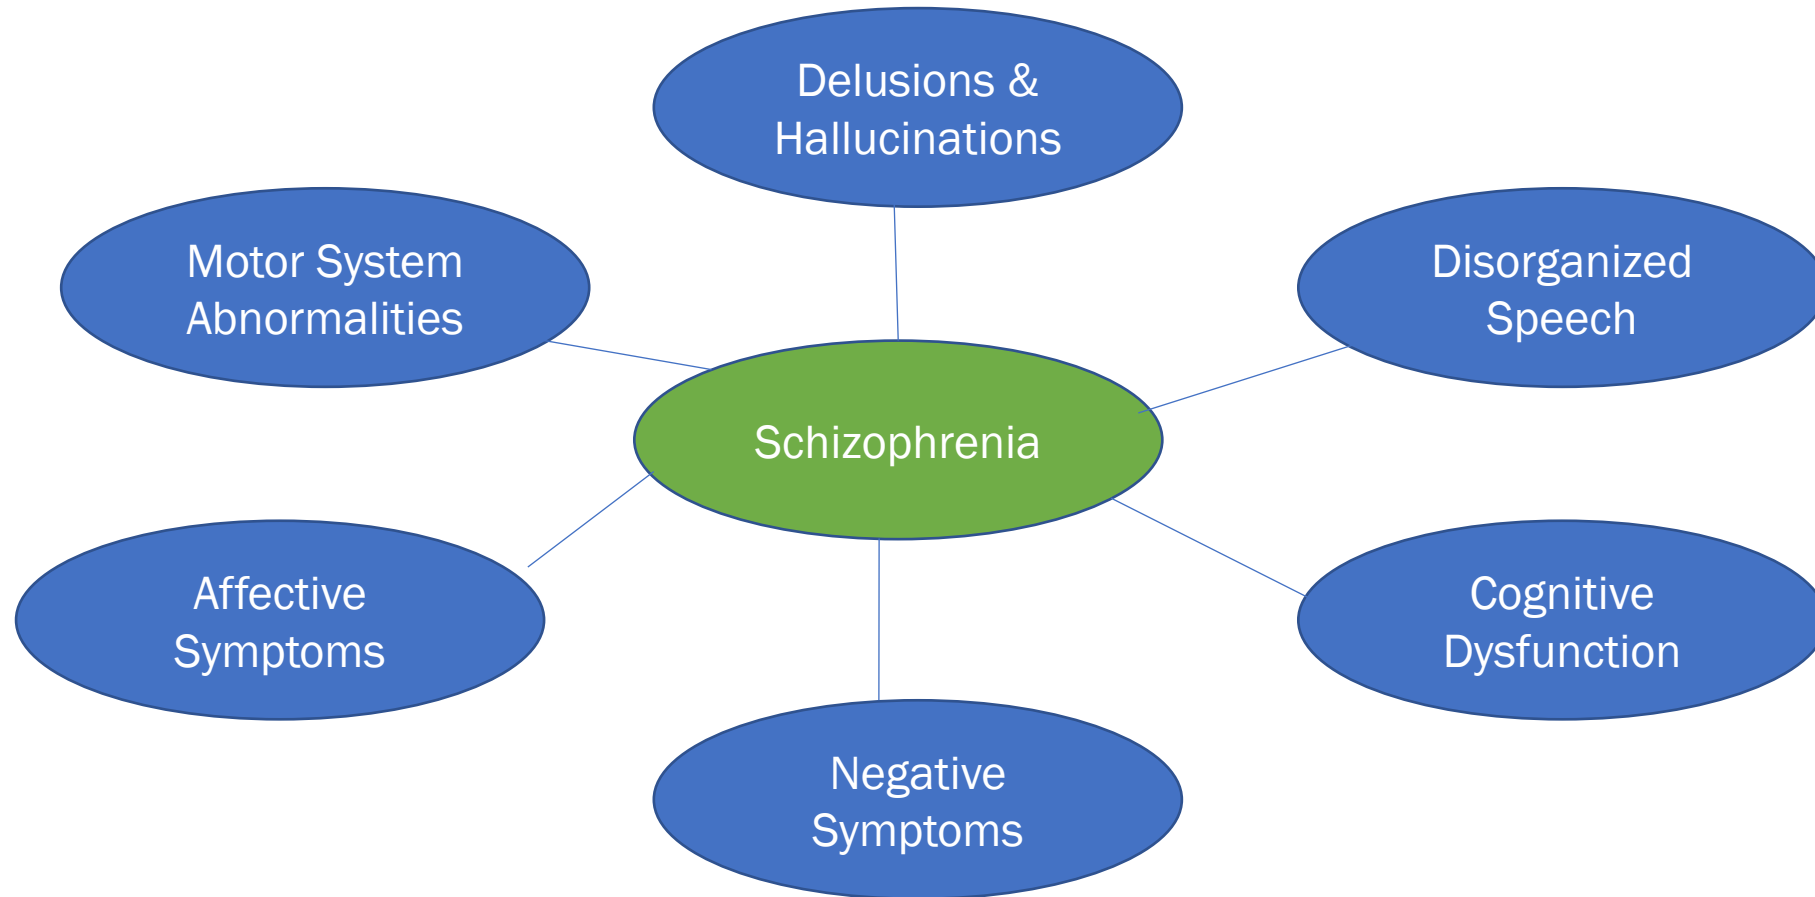 Delusions &
Hallucinations
Motor System
Abnormalities
Disorganized
Speech
Schizophrenia
Affective
Symptoms
Cognitive
Dysfunction
Negative
Symptoms